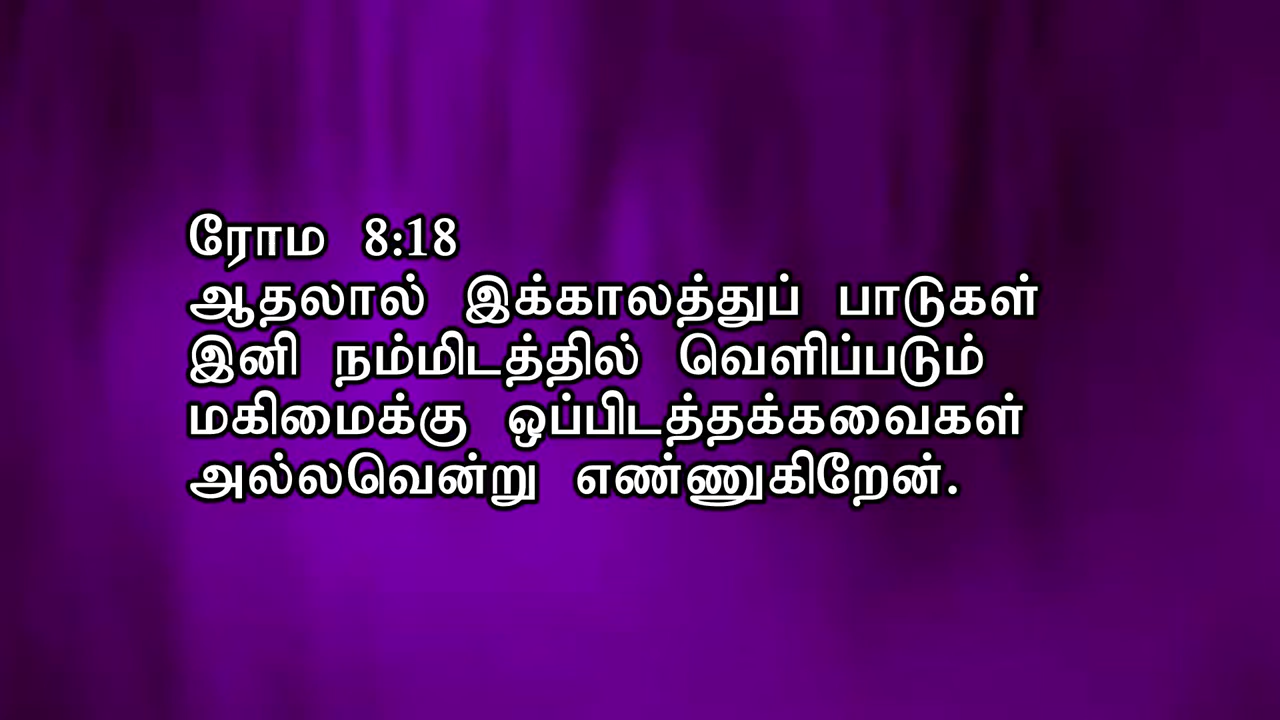 ரோம 8:18
ஆதலால் இக்காலத்துப் பாடுகள்
இனி நம்மிடத்தில் வெளிப்படும்
மகிமைக்கு ஒப்பிடத்தக்கவைகள்
அல்லவென்று எண்ணுகிறேன்.